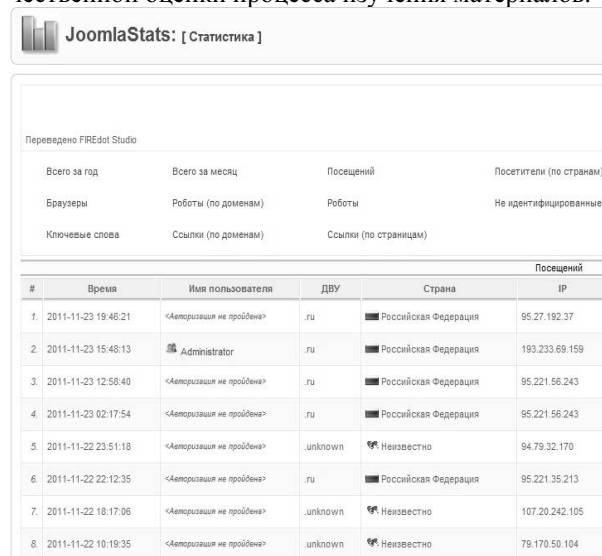 чественной оценки процесса изучения материалов.
JoomlaStats: [ Статистика ]
Переведено FIREdot Studio
Всего за год Всего за месяц Посещений Посетители (по странам)
Браузеры Роботы (по доменам) Роботы Не идентифицированные
Ключевые слова Ссылки (по доменам) Ссылки (по страницам)
Посещений
# Время Имя пользователя ДВУ Страна IP
1. 2011-11-23 19:46:21 <Авторизация не пройдена> .ru Российская Федерация 95.27.192.37
2. 2011-11-23 15:48:13 Administrator .ru Российская Федерация 193.233.69.159
3. 2011-11-23 12:58:40 <Авторизация не пройдена> .ru Российская Федерация 95.221.56.243
4. 2011-11-23 02:17:54 <Авторизация не пройдена> .ru Российская Федерация 95.221.56.243
5. 2011-11-22 23:51:18 <Авторизация не пройдена> .unknown Неизвестно 94.79.32.170
6. 2011-11-22 22:12:35 <Авторизация не пройдена> .ru Российская Федерация 95.221.35.213
7. 2011-11-22 18:17:06 <Авторизация не пройдена> .unknown Неизвестно 107.20.242.105
8. 2011-11-22 10:19:35 <Авторизация не пройдена> .unknown Неизвестно 79.170.50.104